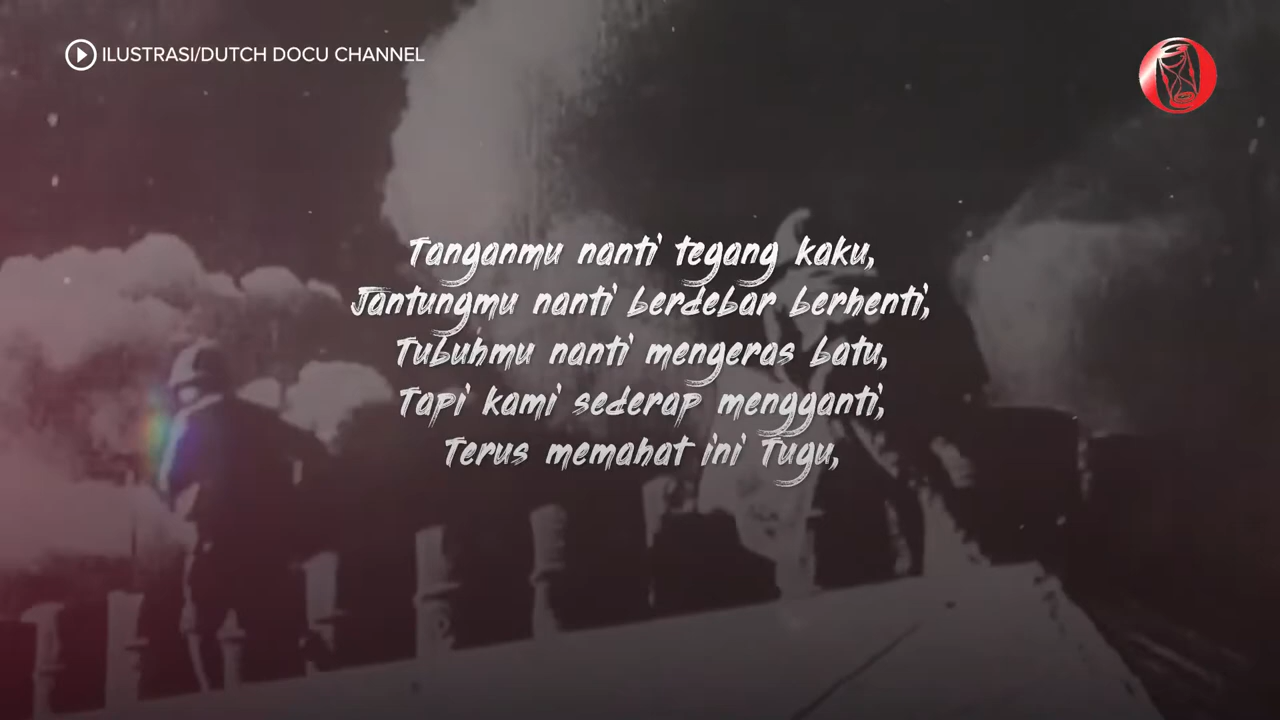 ILUSTRASI/DUTCH DOCU CHANNEL
Tanganmu nanti tegang kaku,
Jantungmu nanti berdebar berhenti,
Tubuhmu nanti mengeras batu,
Tapi kami sederap mengganti,
Terus memahat ini Tugu,